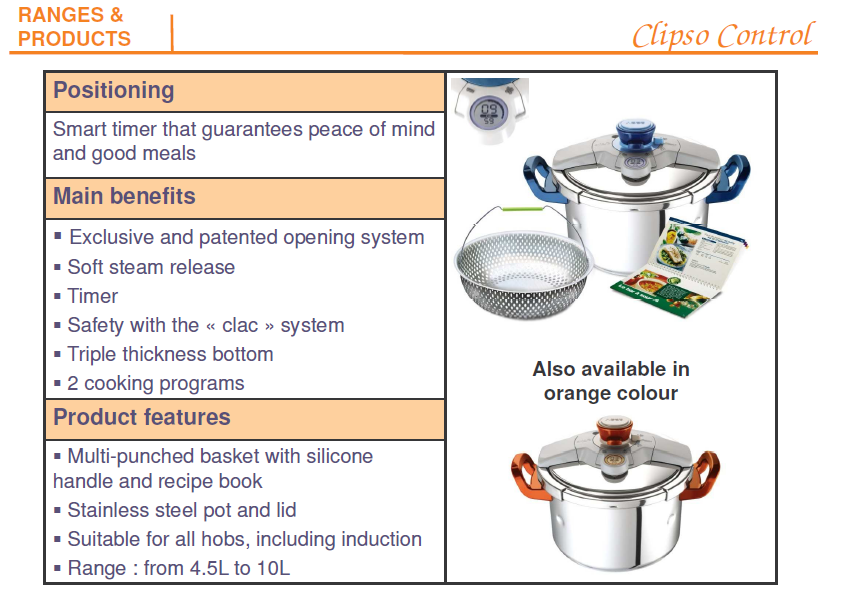 RANGES &
PRODUCTS
Clipso Control
Positioning
Smart timer that guarantees peace of mind
and good meals
Main benefits
▪ Exclusive and patented opening system
▪ Soft steam release
▪ Timer
▪ Safety with the « clac » system
▪ Triple thickness bottom
▪ 2 cooking programs
Product features
▪ Multi-punched basket with silicone
handle and recipe book
▪ Stainless steel pot and lid
▪ Suitable for all hobs, including induction
▪ Range : from 4.5L to 10L
09
59
Also available in
orange colour